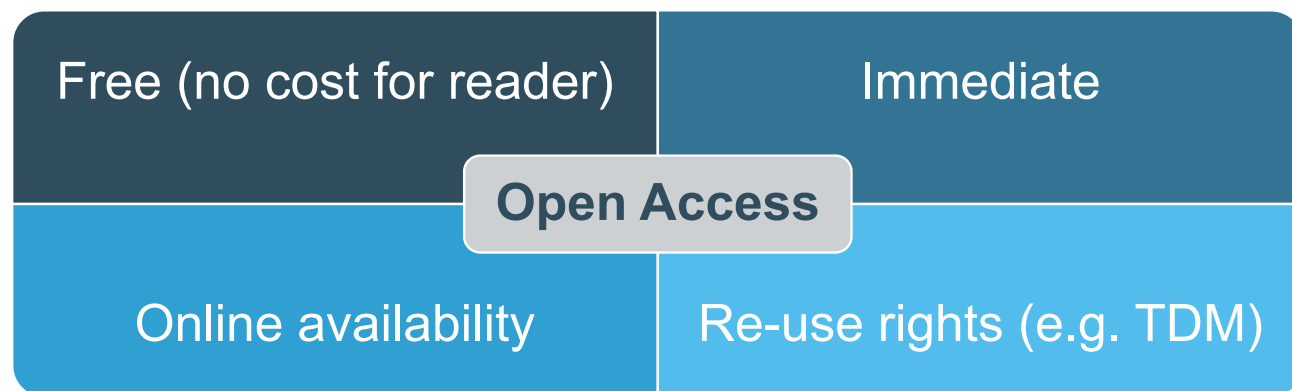 Free (no cost for reader)
Immediate
Open Access
Online availability
Re-use rights (e.g. TDM)